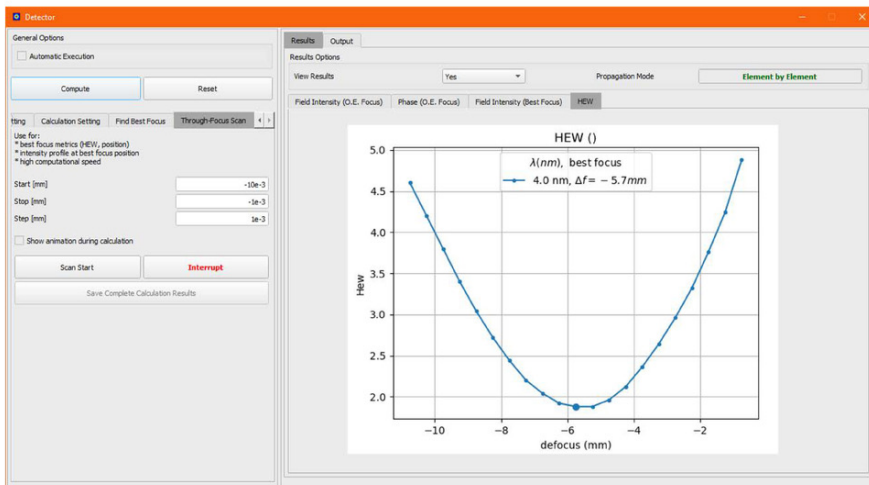 Detector
General Options
Automatic Execution
Compute
Reset
tting
Calculation Setting
Find Best Focus
Through-Focus Scan
Use for:
* best focus metrics (HEW, position)
* intensity profile at best focus position
* high computational speed
Start [mm]
-10e-3
Stop [mm]
-1e-3
Step [mm]
1e-3
Show animation during calculation
Scan Start
Interrupt
Save Complete Calculation Results
Results
Output
Results Options
View Results
Yes
Propagation Mode
Element by Element
Field Intensity (O.E. Focus)
Phase (O.E. Focus)
Field Intensity (Best Focus)
HEW
HEW ()
λ(nm), best focus
4.0 nm, Δf = −5.7mm
5.0
4.5
4.0
3.5
3.0
2.5
2.0
Hew
−10
−8
−6
−4
−2
defocus (mm)